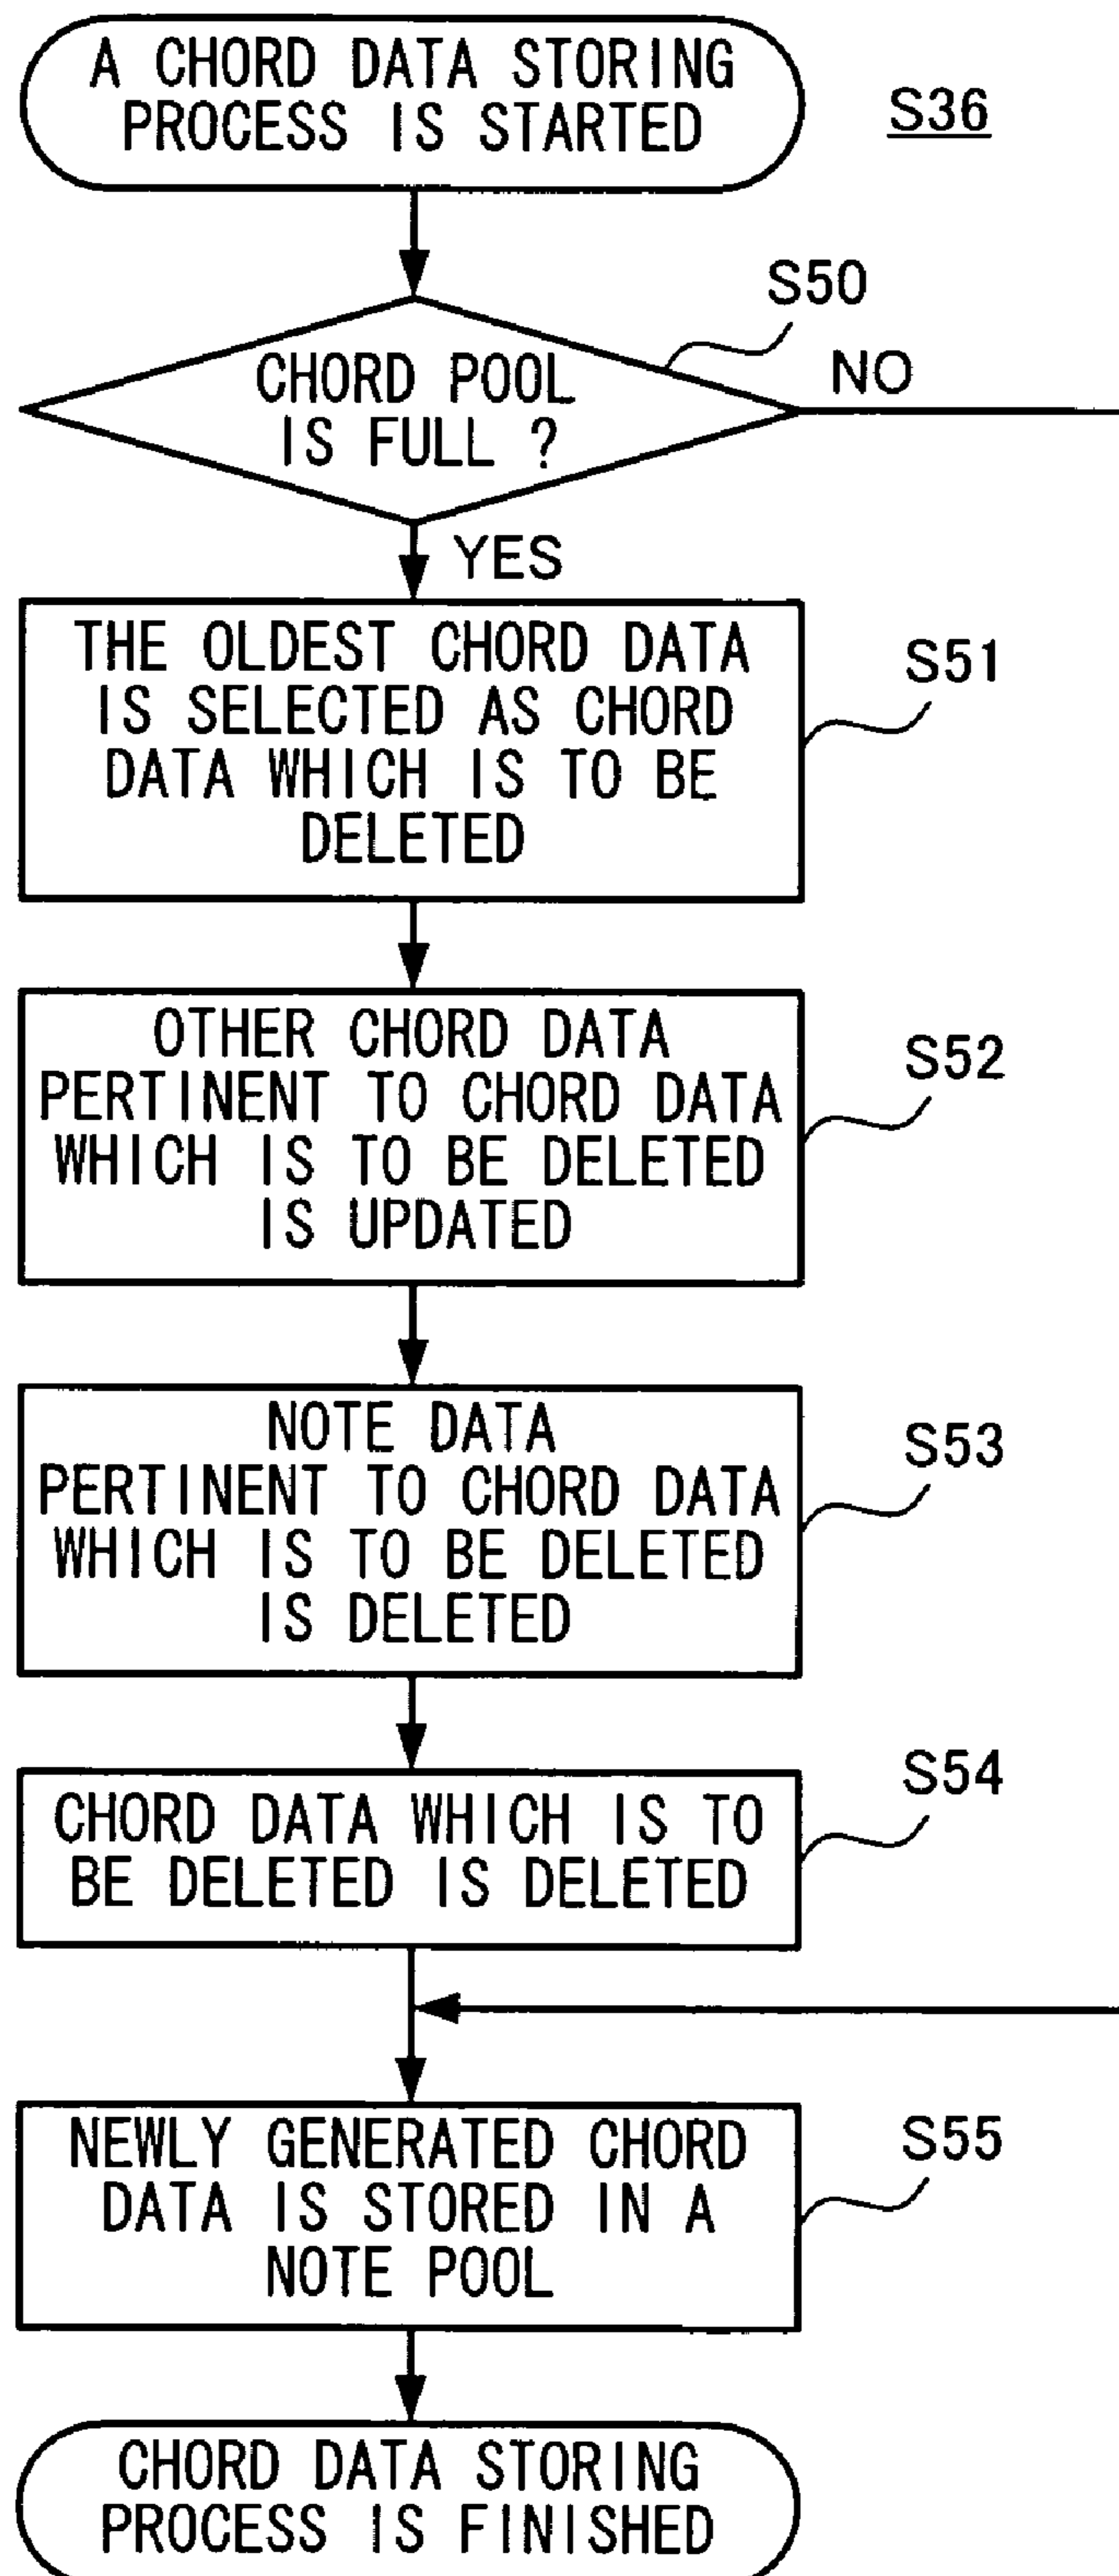 A CHORD DATA STORING
PROCESS IS STARTED
S36
S50
CHORD POOL
IS FULL ?
NO
YES
THE OLDEST CHORD DATA
IS SELECTED AS CHORD
DATA WHICH IS TO BE
DELETED
S51
OTHER CHORD DATA
PERTINENT TO CHORD DATA
WHICH IS TO BE DELETED
IS UPDATED
S52
NOTE DATA
PERTINENT TO CHORD DATA
WHICH IS TO BE DELETED
IS DELETED
S53
CHORD DATA WHICH IS TO
BE DELETED IS DELETED
S54
NEWLY GENERATED CHORD
DATA IS STORED IN A
NOTE POOL
S55
CHORD DATA STORING
PROCESS IS FINISHED